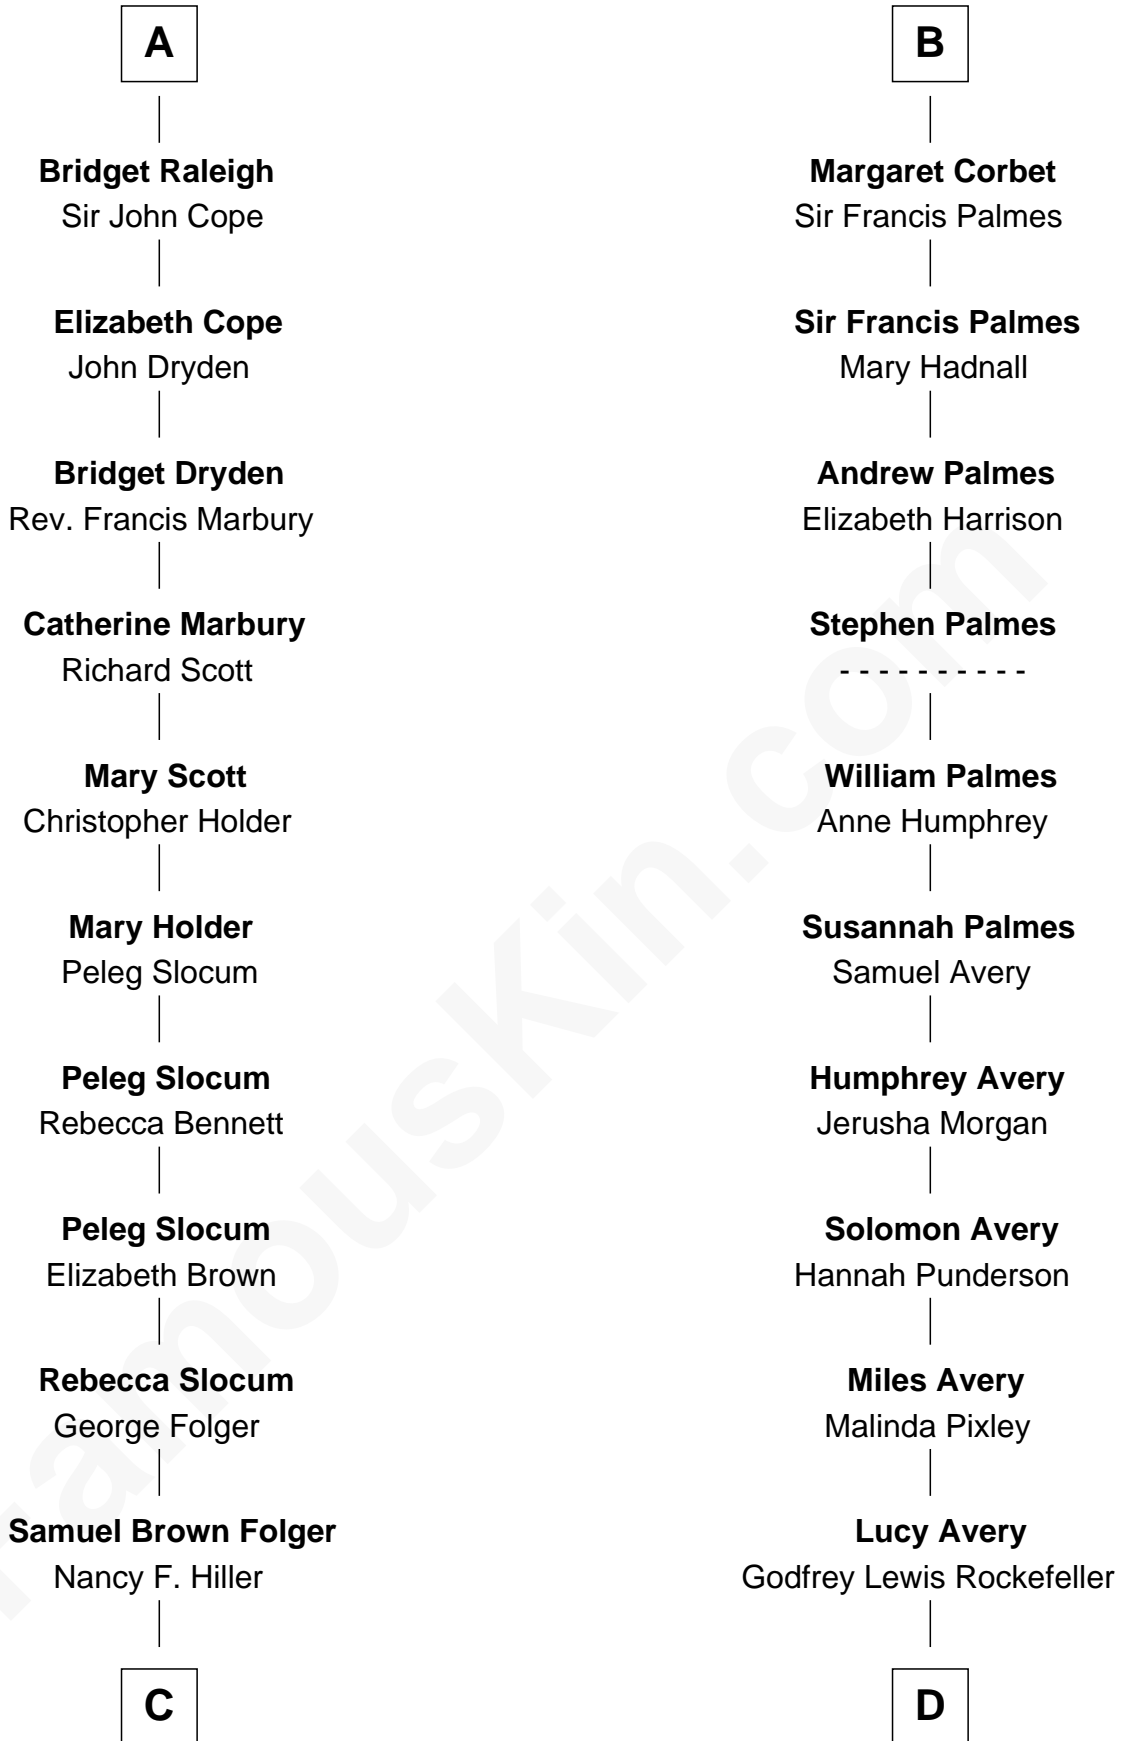 A
Bridget Raleigh
Sir John Cope
Elizabeth Cope
John Dryden
Bridget Dryden
Rev. Francis Marbury
Catherine Marbury
Richard Scott
Mary Scott
Christopher Holder
Mary Holder
Peleg Slocum
Peleg Slocum
Rebecca Bennett
Peleg Slocum
Elizabeth Brown
Rebecca Slocum
George Folger
Samuel Brown Folger
Nancy F. Hiller
C
B
Margaret Corbet
Sir Francis Palmes
Sir Francis Palmes
Mary Hadnall
Andrew Palmes
Elizabeth Harrison
Stephen Palmes
- - - - - - - - - -
William Palmes
Anne Humphrey
Susannah Palmes
Samuel Avery
Humphrey Avery
Jerusha Morgan
Solomon Avery
Hannah Punderson
Miles Avery
Malinda Pixley
Lucy Avery
Godfrey Lewis Rockefeller
D
FamousKin.com